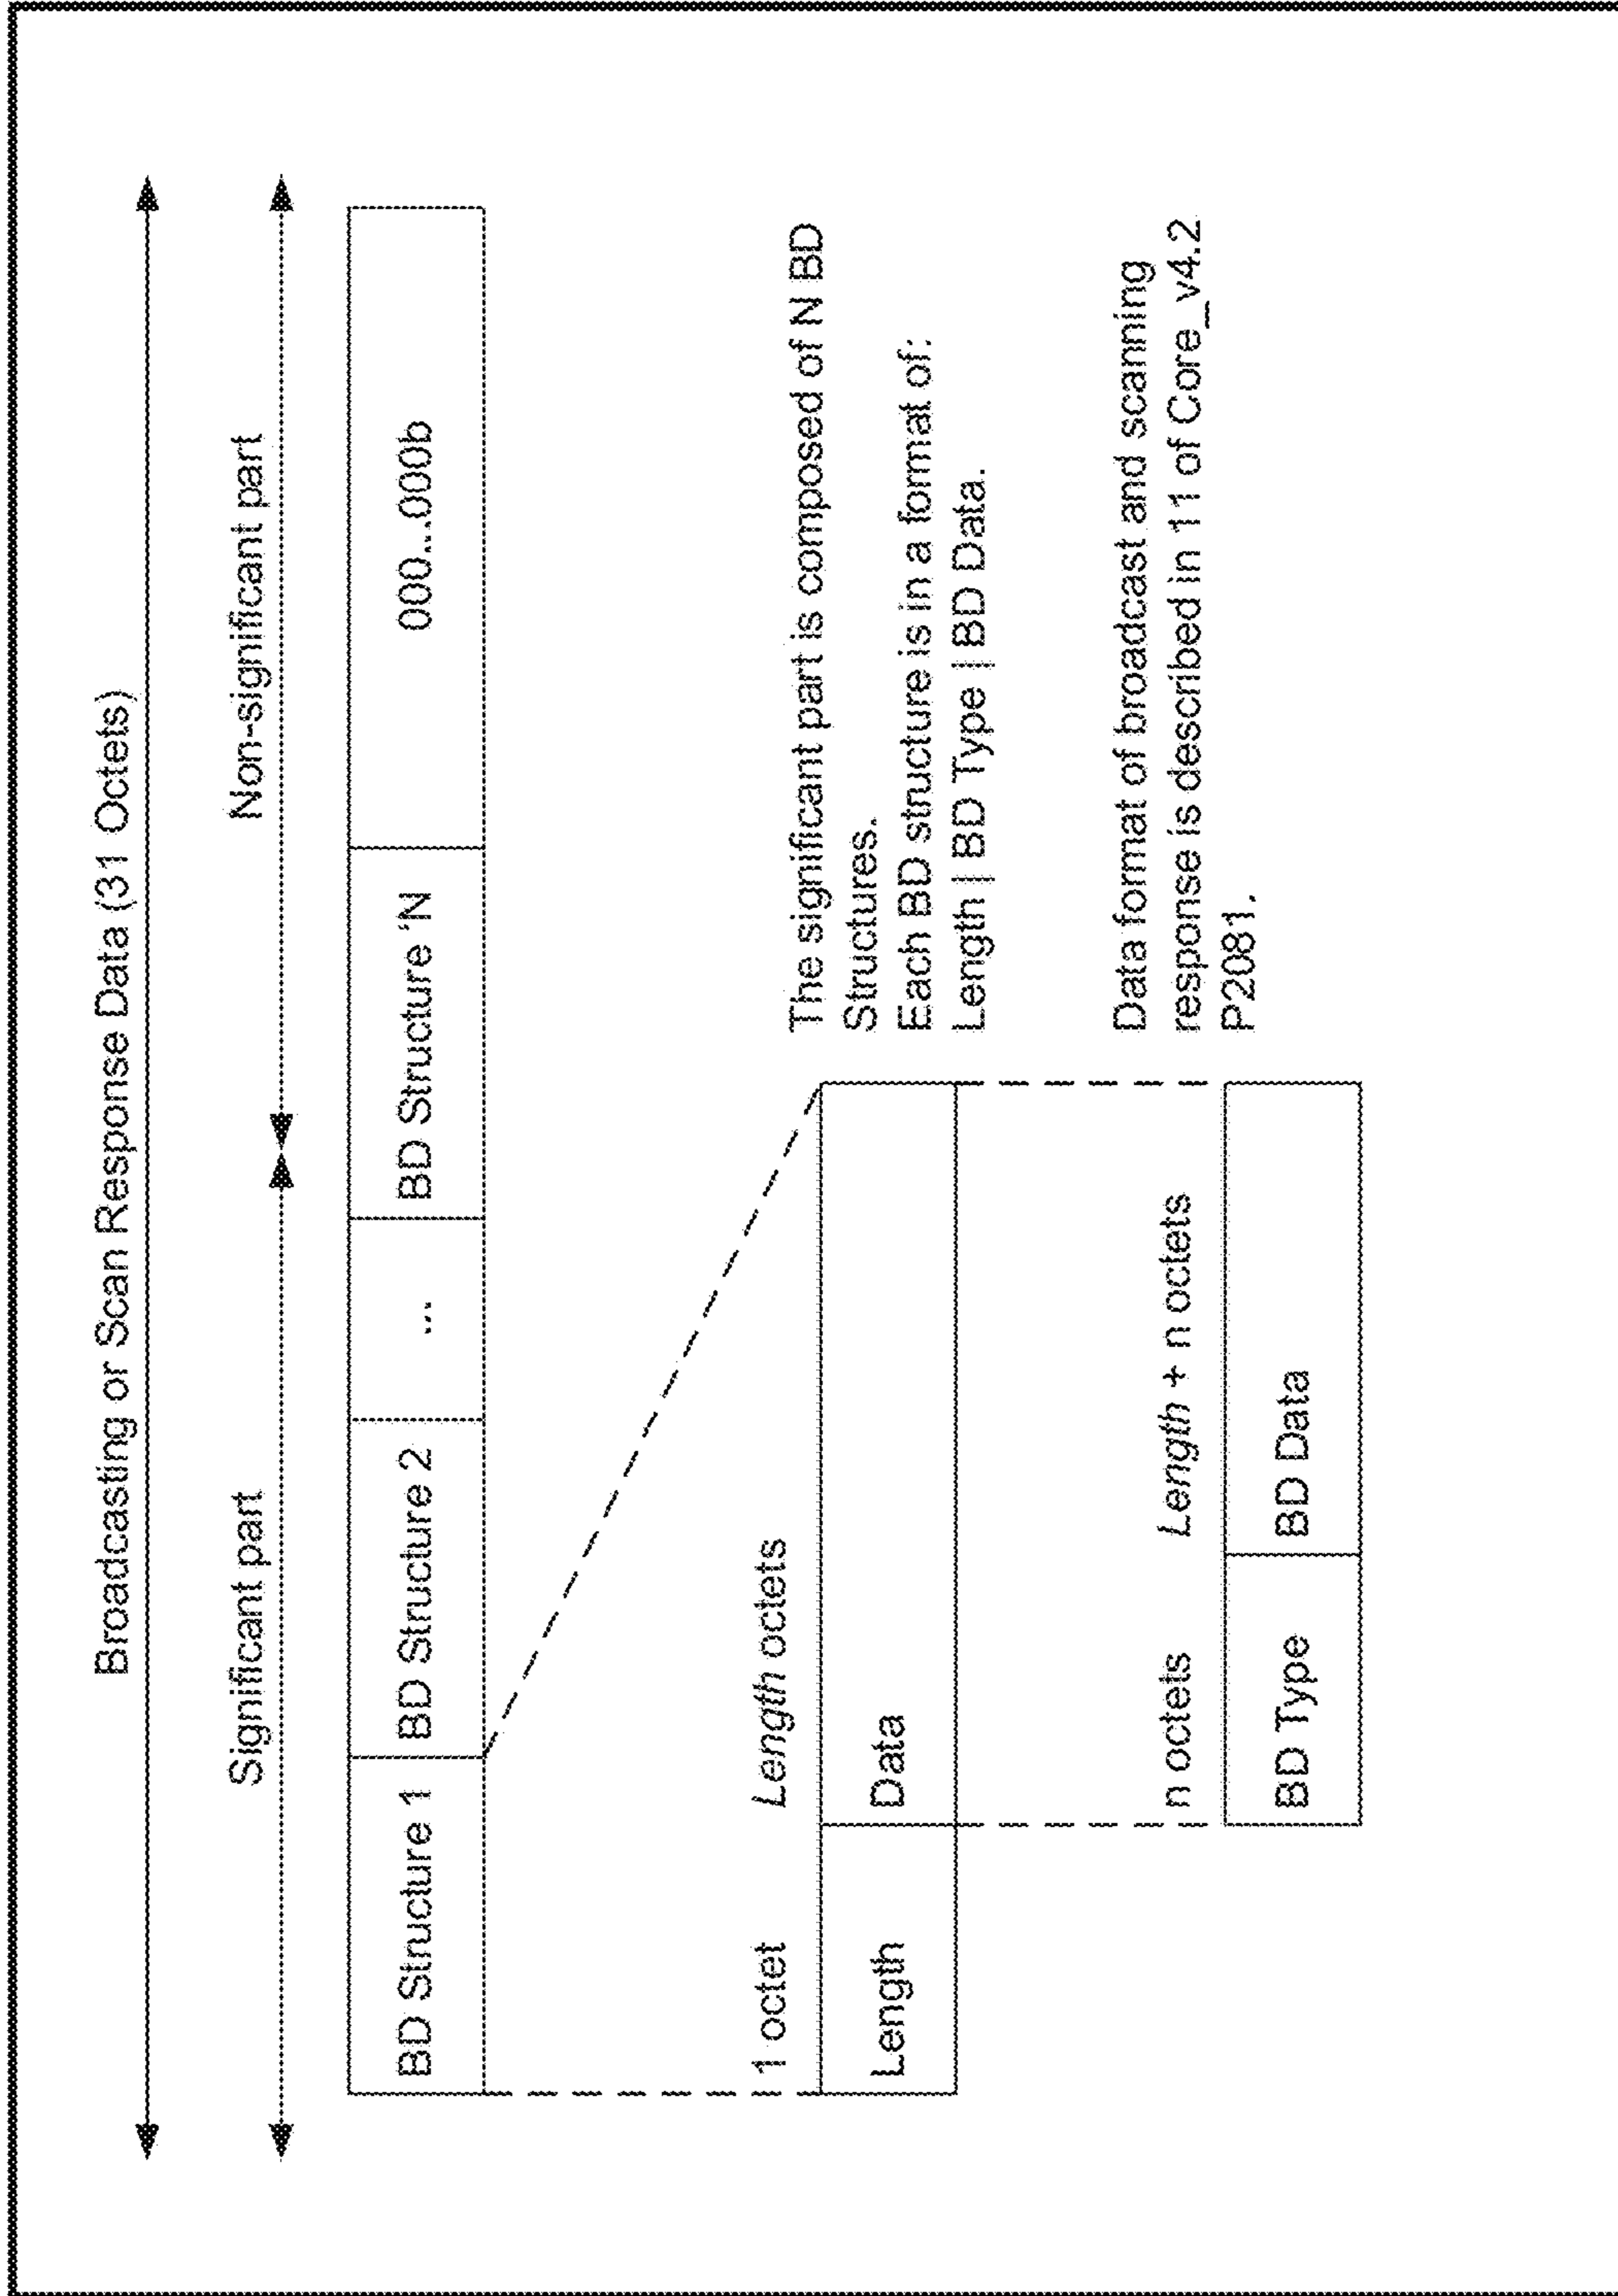 Broadcasting or Scan Response Data (31 Octets)
Significant part
Non-significant part
BD Structure 1
BD Structure 2
...
BD Structure 'N
000...000b
1 octet
Length octets
Length
Data
n octets
Length + n octets
BD Type
BD Data
The significant part is composed of N BD
Structures.
Each BD structure is in a format of:
Length | BD Type | BD Data.
Data format of broadcast and scanning
response is described in 11 of Core_v4.2
P2081.